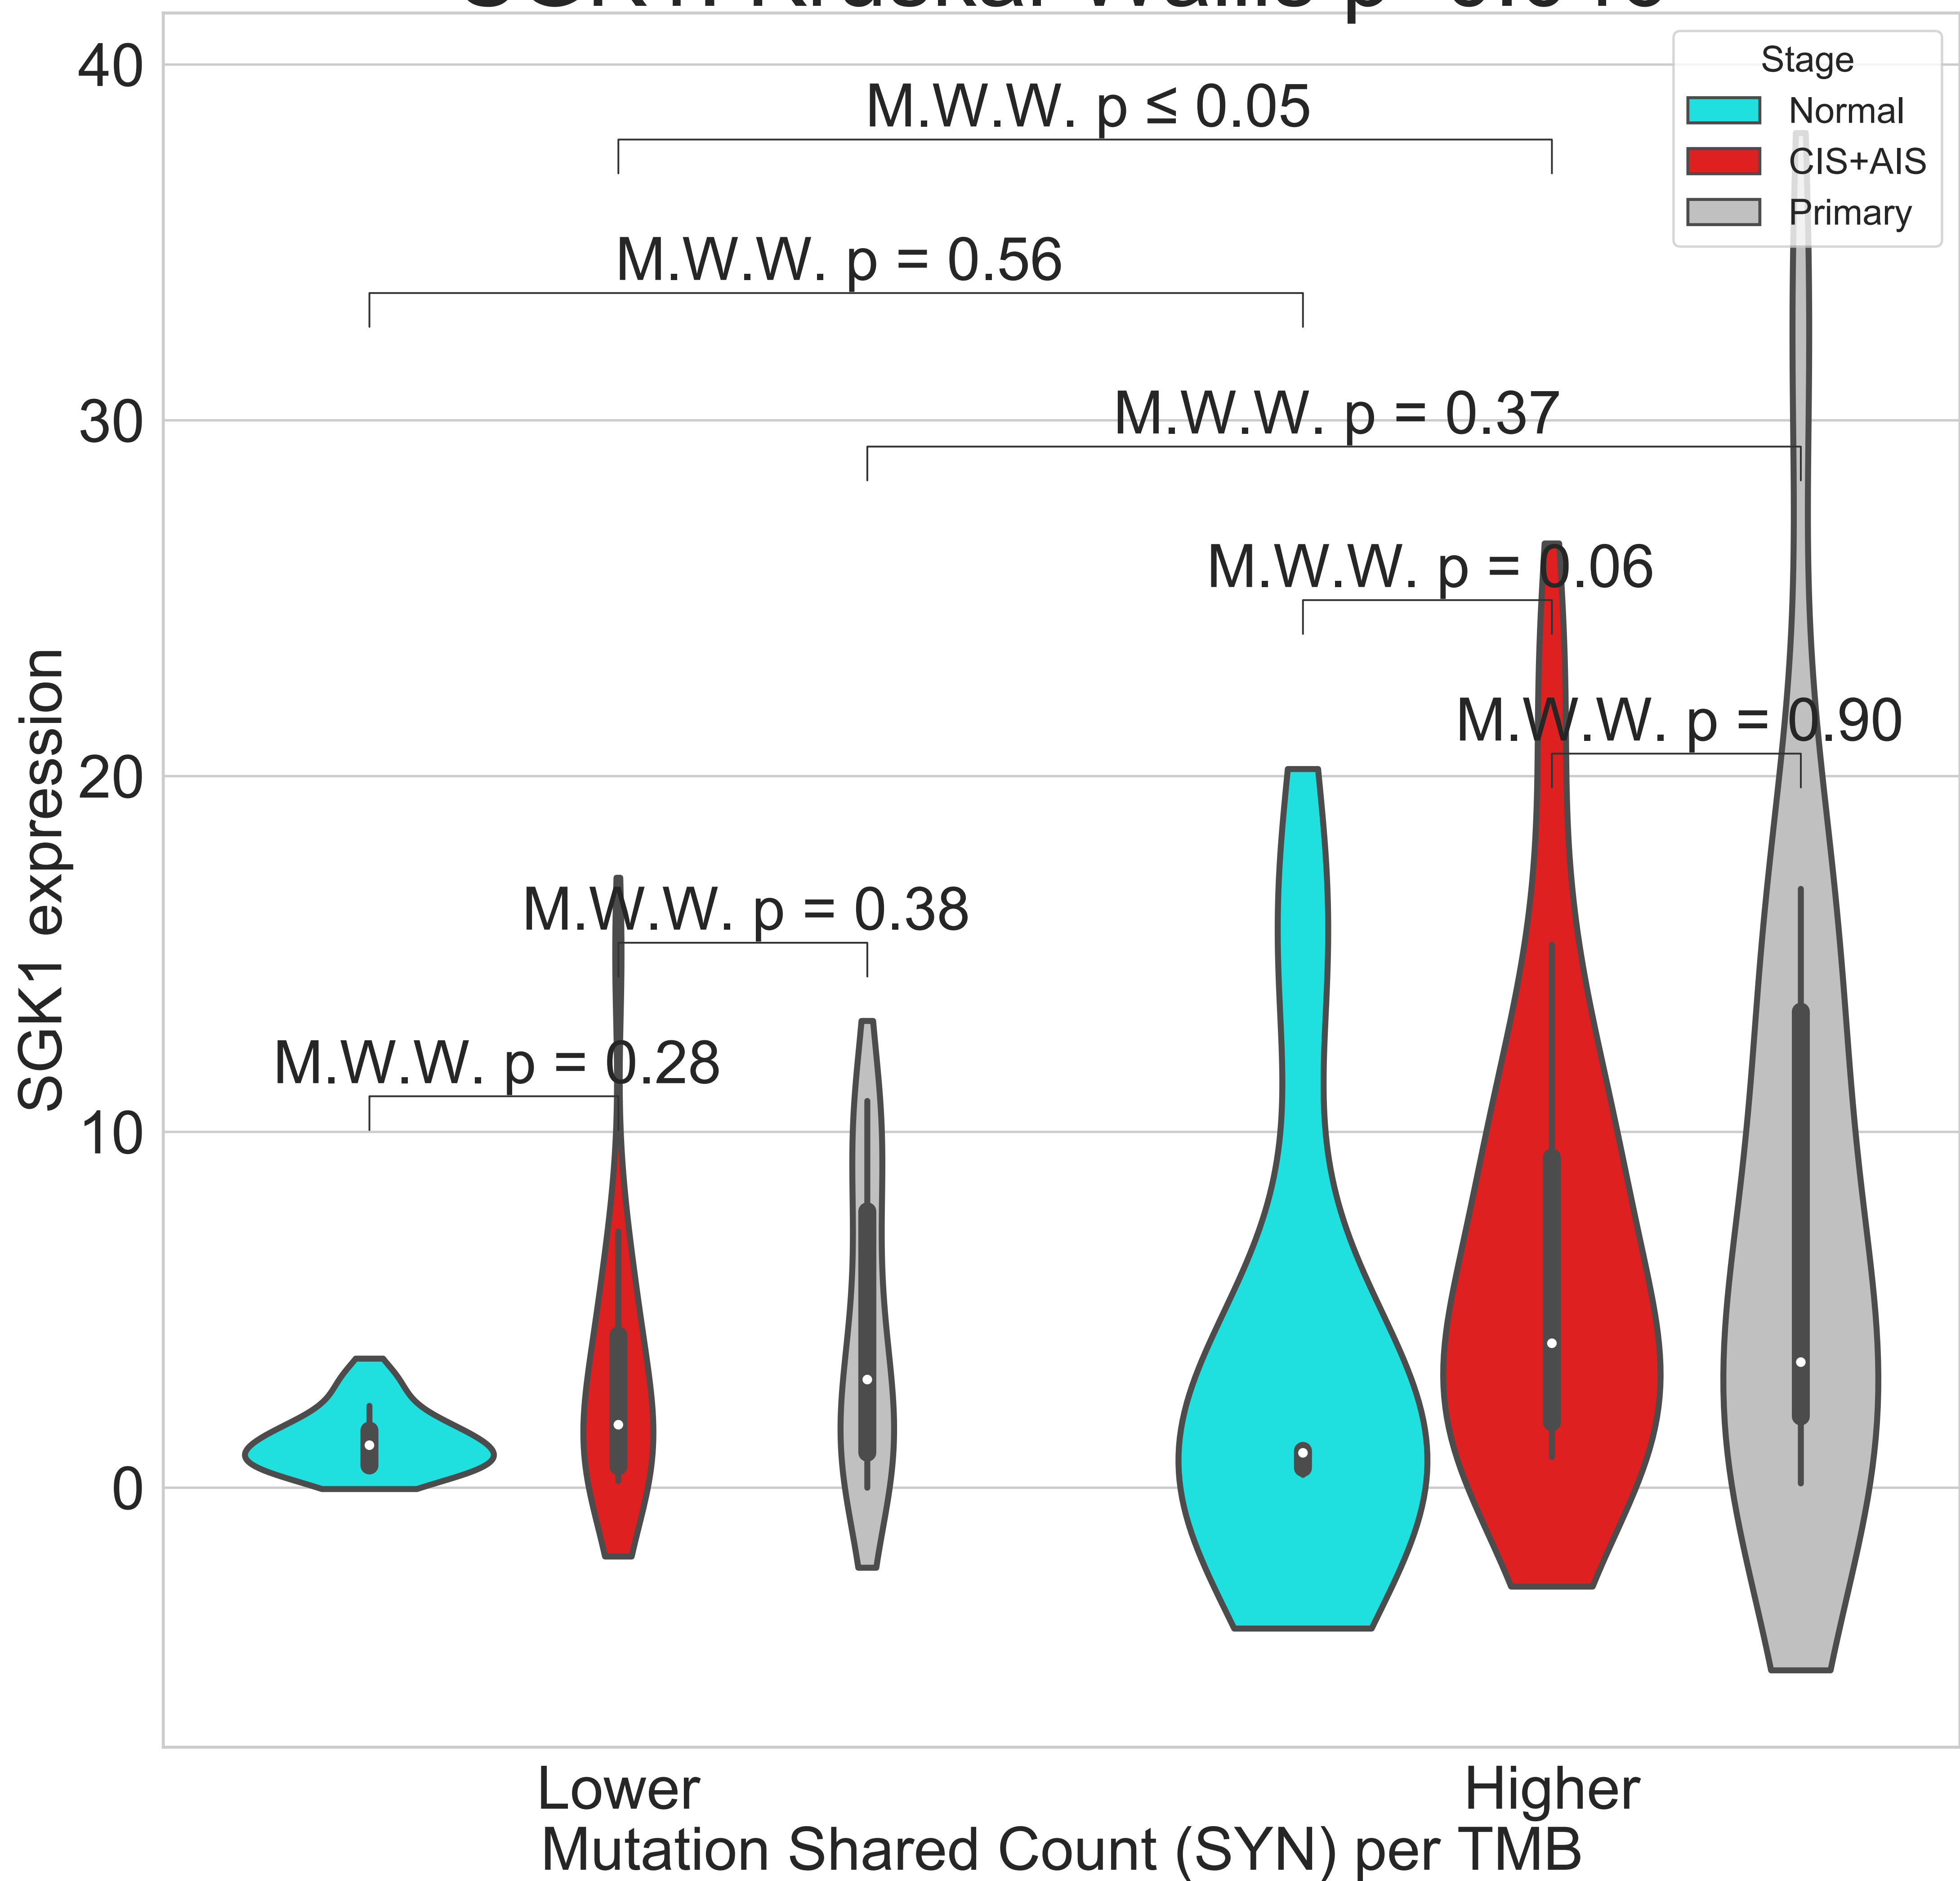 40
Stage
Normal
CIS+AIS
Primary
M.W.W. p ≤ 0.05
M.W.W. p = 0.56
30
M.W.W. p = 0.37
M.W.W. p = 0.06
20
M.W.W. p = 0.90
M.W.W. p = 0.38
M.W.W. p = 0.28
10
0
SGK1 expression
Lower
Higher
Mutation Shared Count (SYN) per TMB